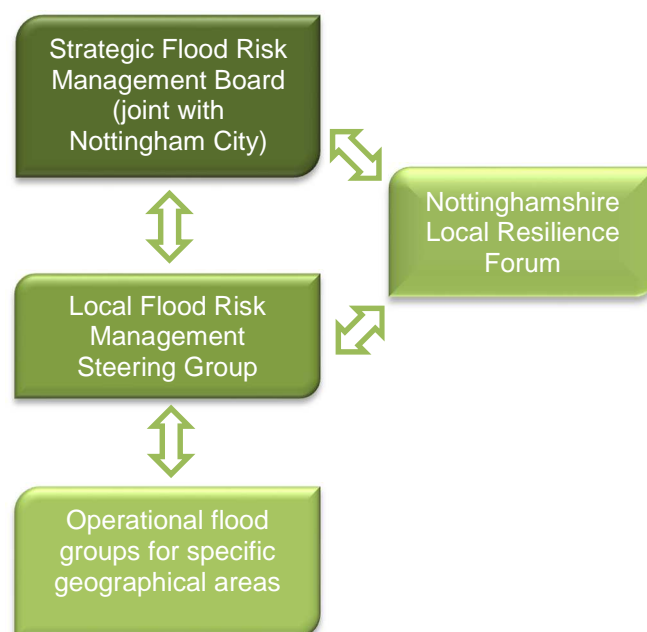 Strategic Flood Risk
Management Board
(joint with
Nottingham City)
Nottinghamshire
Local Resilience
Forum
Local Flood Risk
Management
Steering Group
Operational flood
groups for specific
geographical areas